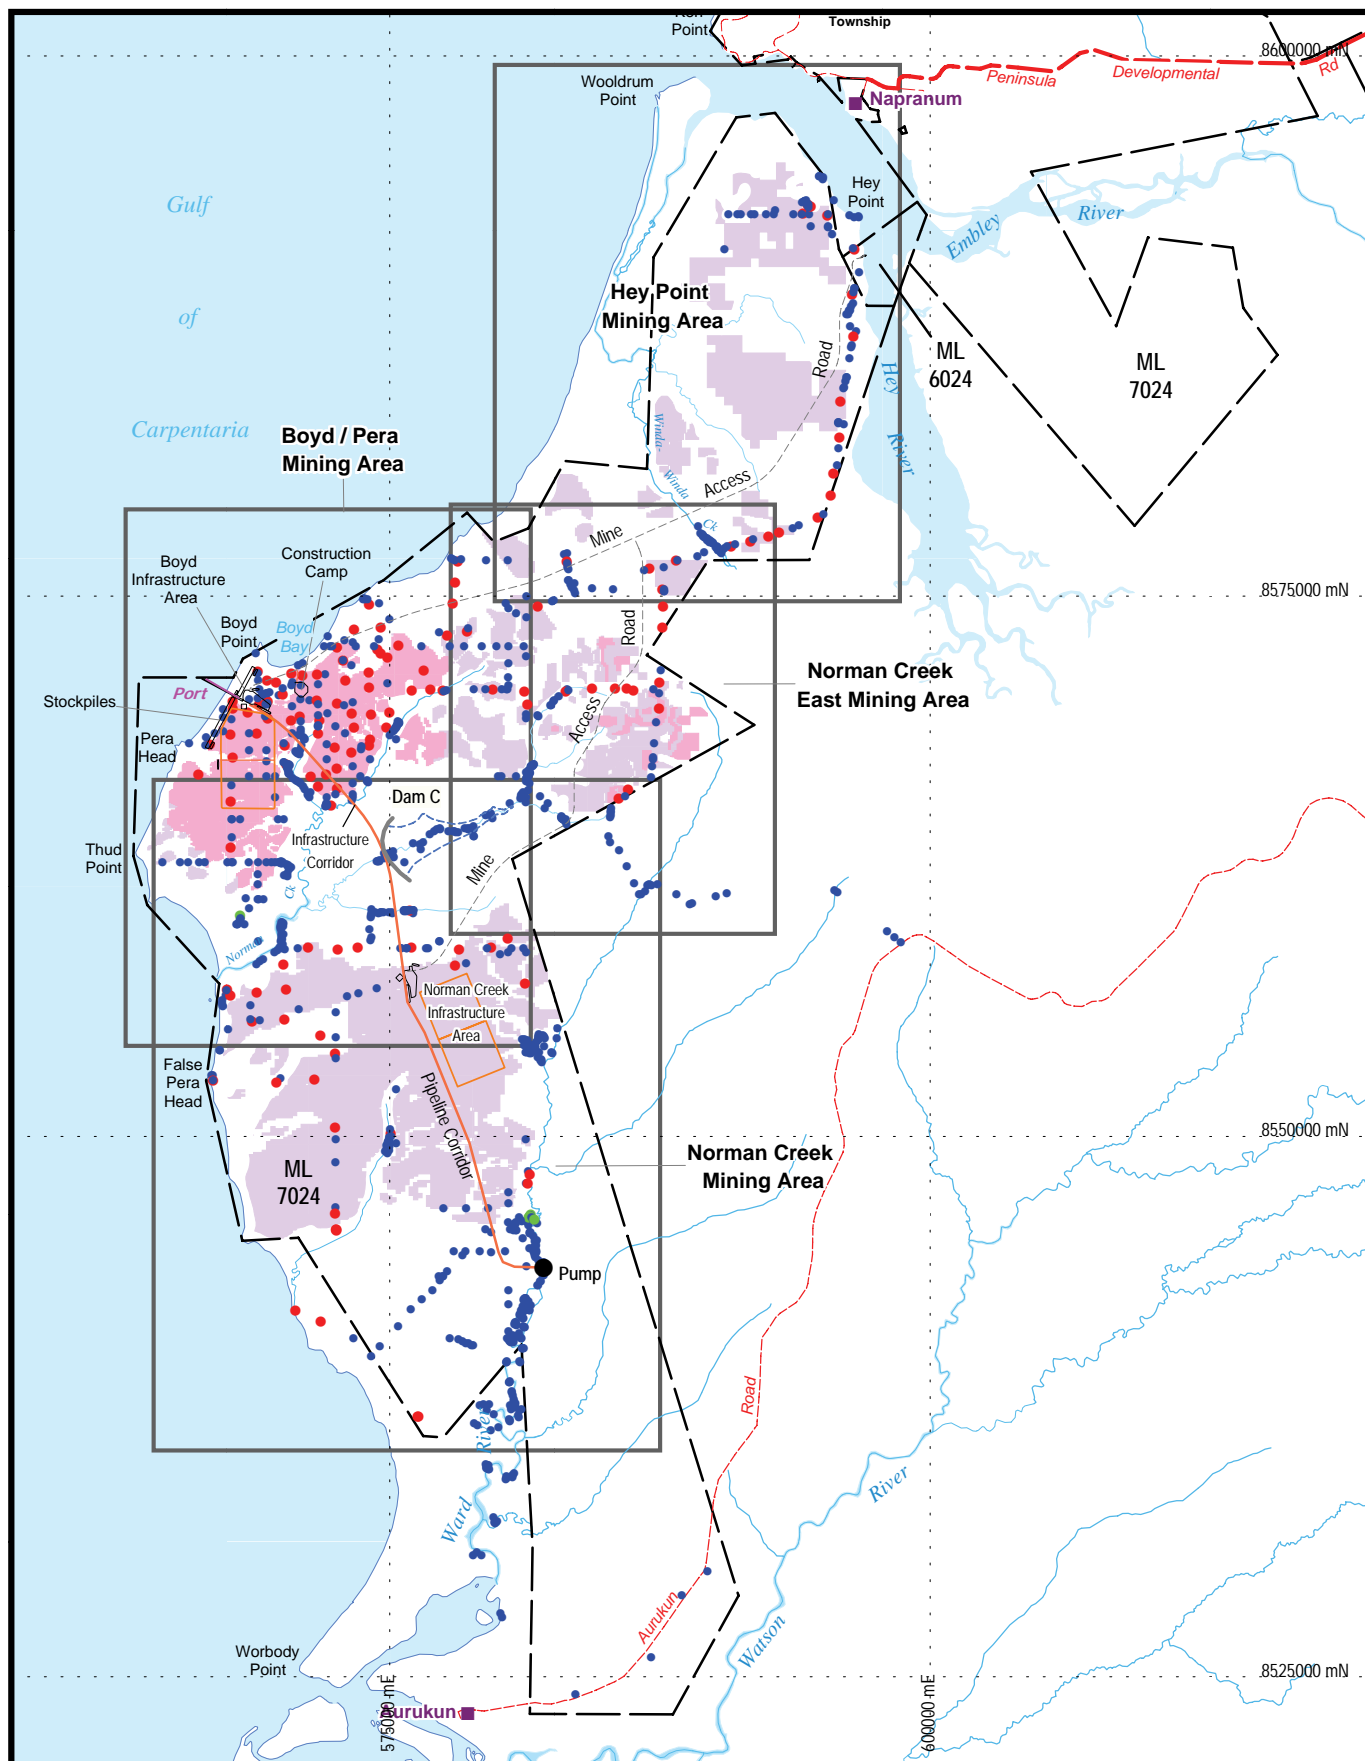 Point
Township
8600000 mN
Wooldrum
Point
Peninsula
Developmental
Rd
Napranum
Gulf
of
Carpentaria
Hey
Point
Embley
River
Hey Point
Mining Area
Road
ML
6024
ML
7024
Hey
River
Boyd / Pera
Mining Area
Winda
Winda
Ck
Access
Mine
Construction
Camp
Boyd
Infrastructure
Area
8575000 mN
Boyd
Point
Boyd
Bay
Road
Port
Norman Creek
East Mining Area
Stockpiles
Access
Pera
Head
Dam C
Infrastructure
Corridor
Mine
Thud
Point
Ck
Norman
Norman Creek
Infrastructure
Area
False
Pera
Head
Pipeline Corridor
8550000 mN
Norman Creek
Mining Area
ML
7024
Pump
Road
River
Ward
River
Aurukun
Watson
Worbody
Point
8525000 mN
575000 mE
600000 mE
Aurukun